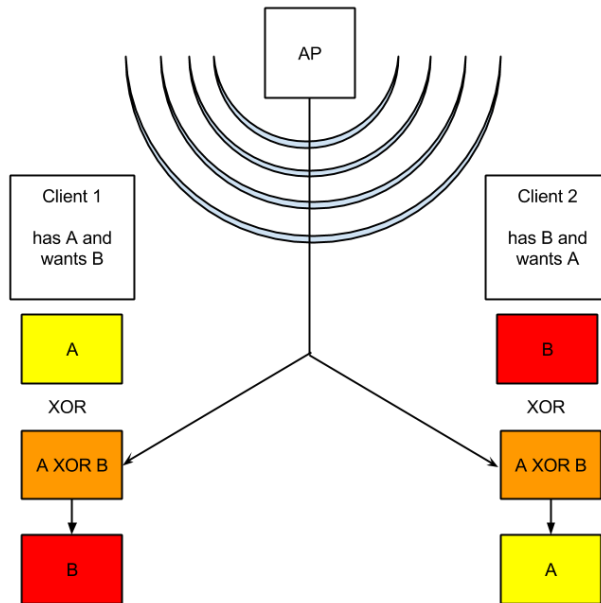 AP
Client 1
has A and
wants B
Client 2
has B and
wants A
A
B
XOR
XOR
A XOR B
A XOR B
B
A